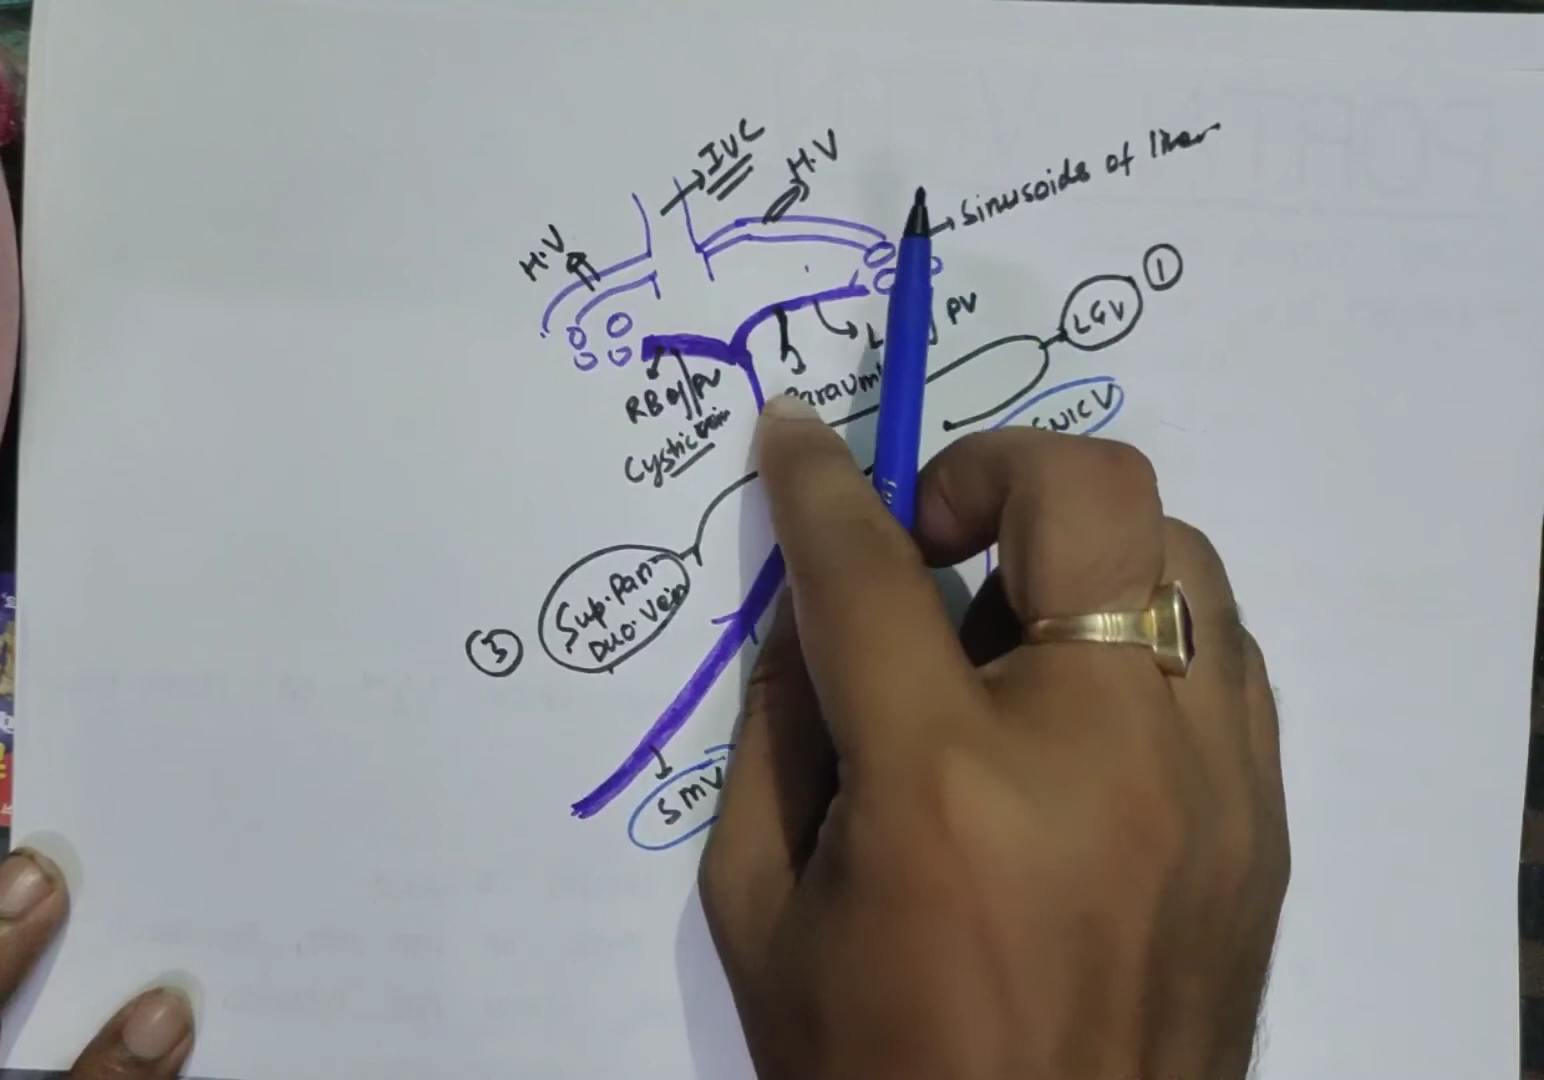 IVC
H.V
Sinusoids of liver
H.V
1
LGV
PV
RB of PV
Paraum
Cystic vein
ENIC V
Sup. Pan-
Duo. Vein
3
SMV